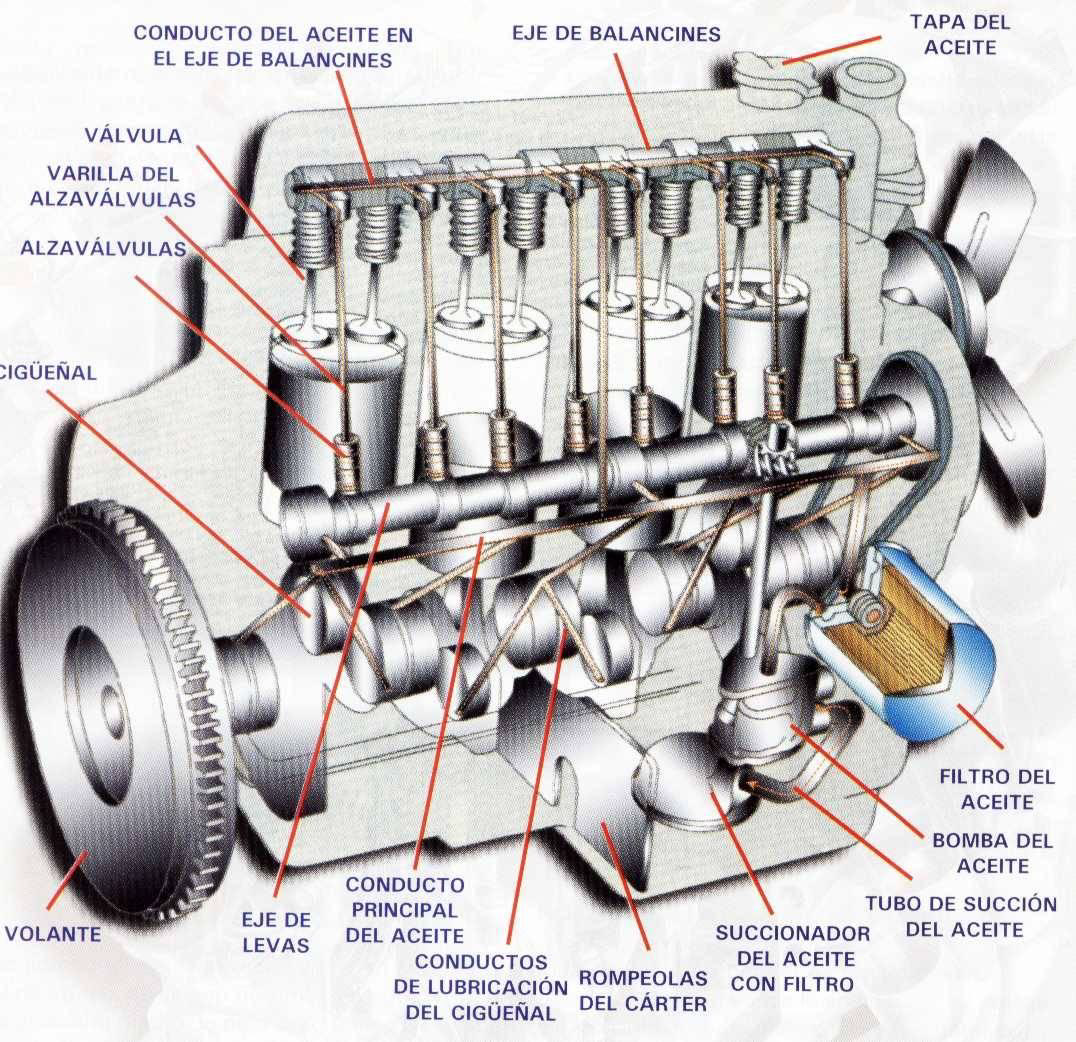 CONDUCTO DEL ACEITE EN
EL EJE DE BALANCINES
EJE DE BALANCINES
TAPA DEL
ACEITE
VÁLVULA
VARILLA DEL
ALZAVÁLVULAS
ALZAVÁLVULAS
CIGÜEÑAL
FILTRO DEL
ACEITE
BOMBA DEL
ACEITE
TUBO DE SUCCIÓN
DEL ACEITE
SUCCIONADOR
DEL ACEITE
CON FILTRO
ROMPEOLAS
DEL CÁRTER
CONDUCTOS
DE LUBRICACIÓN
DEL CIGÜEÑAL
CONDUCTO
PRINCIPAL
DEL ACEITE
EJE DE
LEVAS
VOLANTE